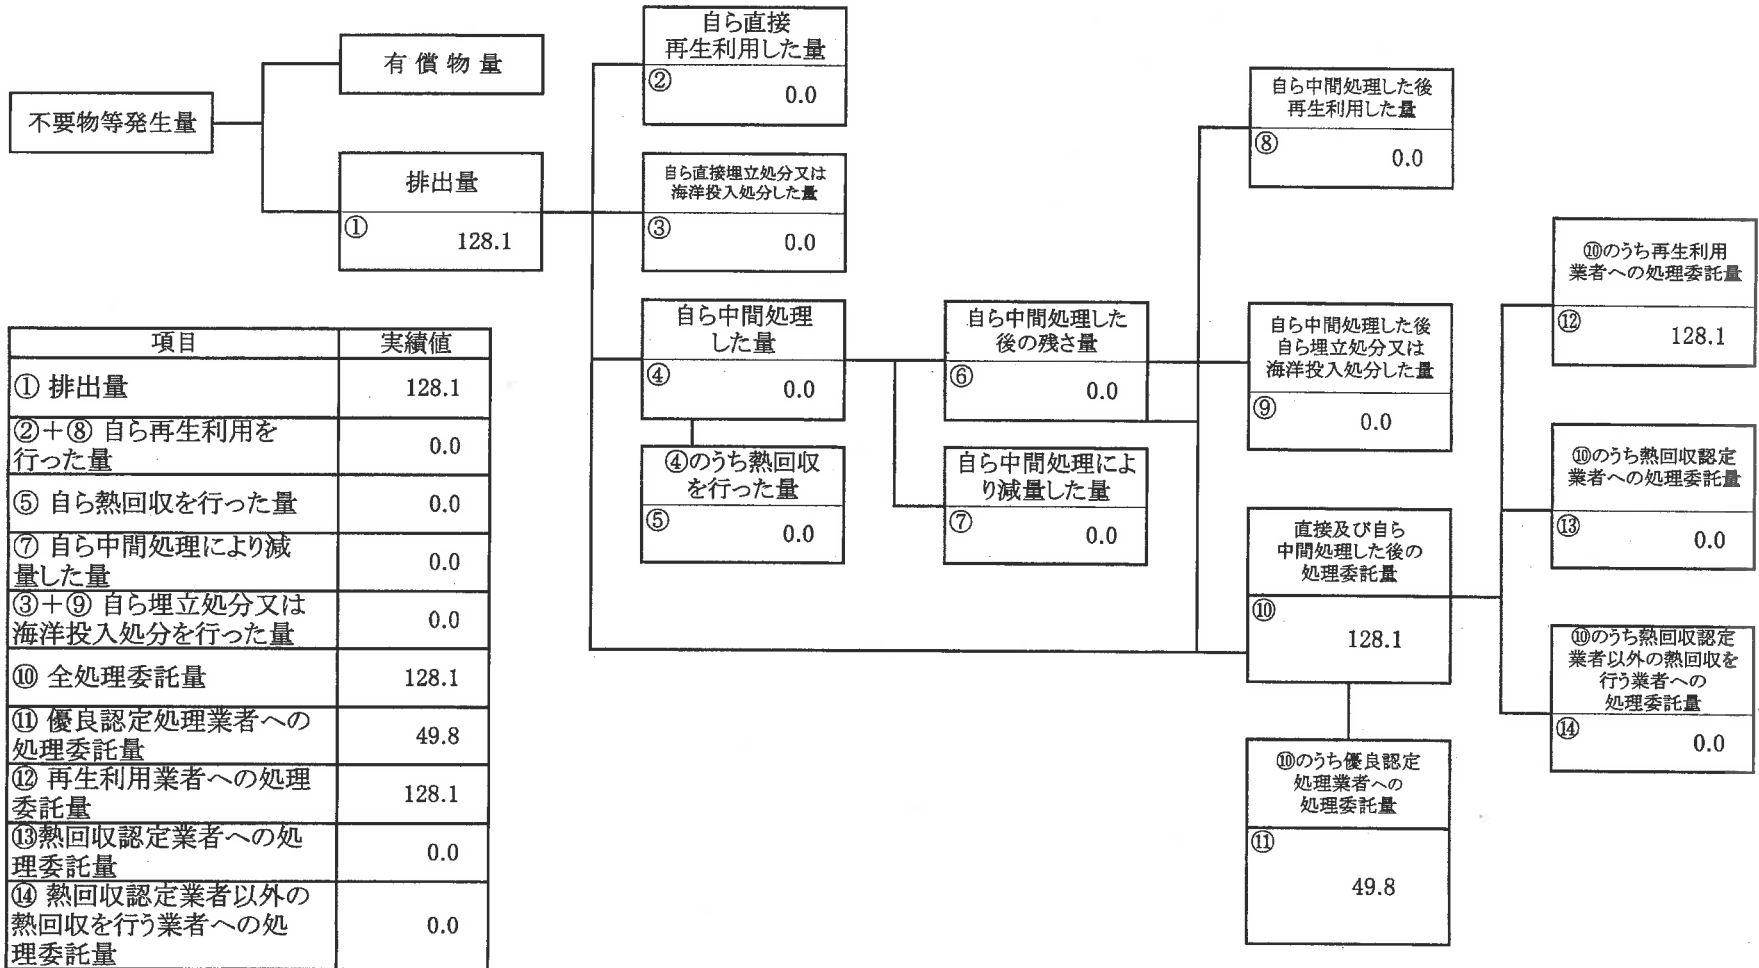 不要物等発生量
有 償 物 量
排出量
①
128.1
自ら直接
再生利用した量
②
0.0
自ら直接埋立処分又は
海洋投入処分した量
③
0.0
自ら中間処理
した量
④
0.0
④のうち熱回収
を行った量
⑤
0.0
自ら中間処理した
後の残さ量
⑥
0.0
自ら中間処理によ
り減量した量
⑦
0.0
自ら中間処理した後
再生利用した量
⑧
0.0
自ら中間処理した後
自ら埋立処分又は
海洋投入処分した量
⑨
0.0
直接及び自ら
中間処理した後の
処理委託量
⑩
128.1
⑩のうち優良認定
処理業者への
処理委託量
⑪
49.8
⑩のうち再生利用
業者への処理委託量
⑫
128.1
⑩のうち熱回収認定
業者への処理委託量
⑬
0.0
⑩のうち熱回収認定
業者以外の熱回収を
行う業者への
処理委託量
⑭
0.0
項目 実績値
① 排出量 128.1
②+⑧ 自ら再生利用を
行った量 0.0
⑤ 自ら熱回収を行った量 0.0
⑦ 自ら中間処理により減
量した量 0.0
③+⑨ 自ら埋立処分又は
海洋投入処分を行った量 0.0
⑩ 全処理委託量 128.1
⑪ 優良認定処理業者への
処理委託量 49.8
⑫ 再生利用業者への処理
委託量 128.1
⑬熱回収認定業者への処
理委託量 0.0
⑭ 熱回収認定業者以外の
熱回収を行う業者への処
理委託量 0.0